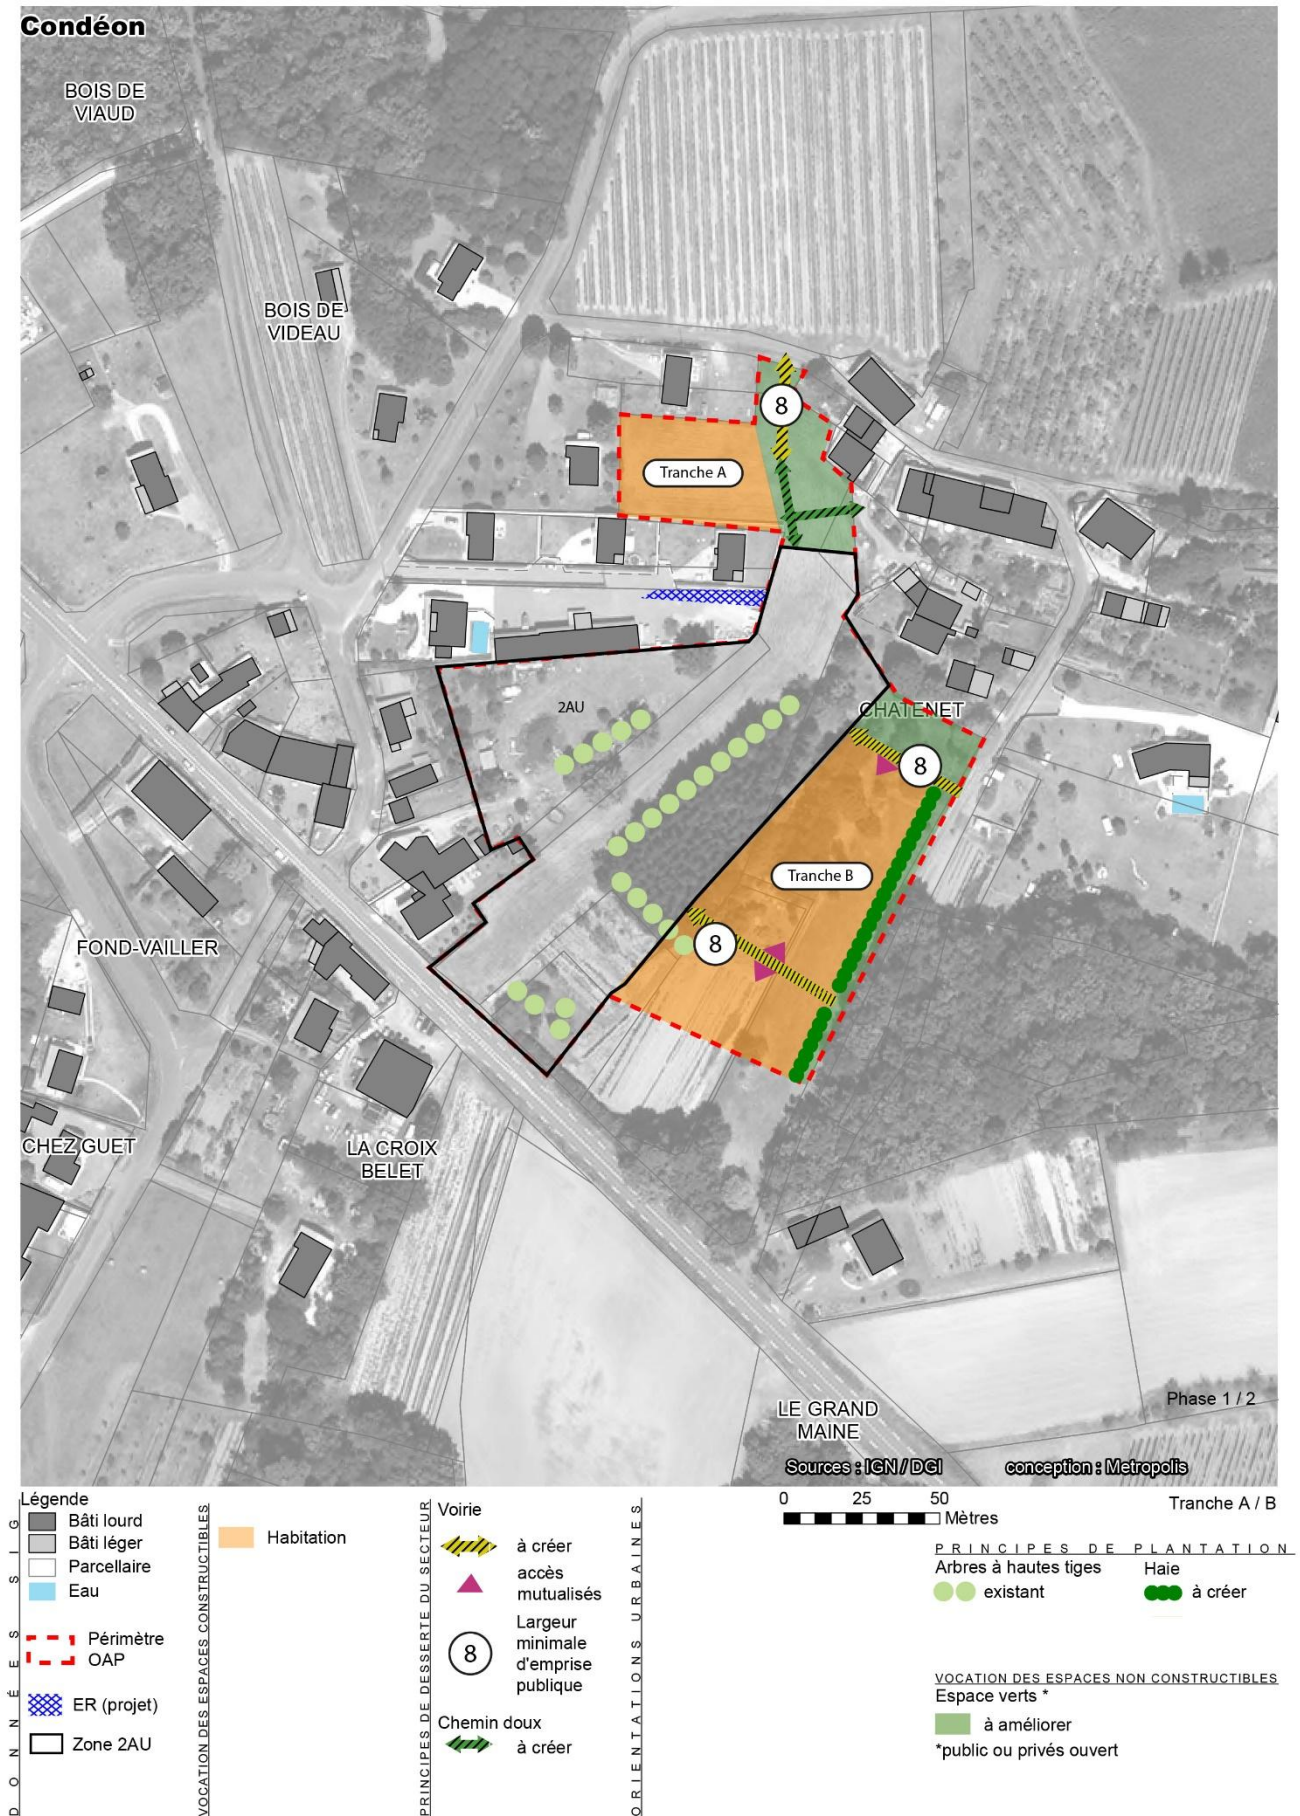 Condéon
BOIS DE
VIAUD
BOIS DE
VIDEAU
8
Tranche A
2AU
CHATENET
8
Tranche B
8
FOND-VAILLER
CHEZ GUET
LA CROIX
BELET
LE GRAND
MAINE
Phase 1 / 2
Sources : IGN / DGI
conception : Metropolis
Légende
Bâti lourd
Bâti léger
Parcellaire
Eau
Périmètre
OAP
ER (projet)
Zone 2AU
DONNÉES SIG
VOCATION DES ESPACES CONSTRUCTIBLES
Habitation
PRINCIPES DE DESSERTE DU SECTEUR
Voirie
à créer
accès
mutualisés
8
Largeur
minimale
d'emprise
publique
Chemin doux
à créer
ORIENTATIONS URBAINES
0 25 50
Mètres
Tranche A / B
PRINCIPES DE PLANTATION
Arbres à hautes tiges
existant
Haie
à créer
VOCATION DES ESPACES NON CONSTRUCTIBLES
Espace verts *
à améliorer
*public ou privés ouvert